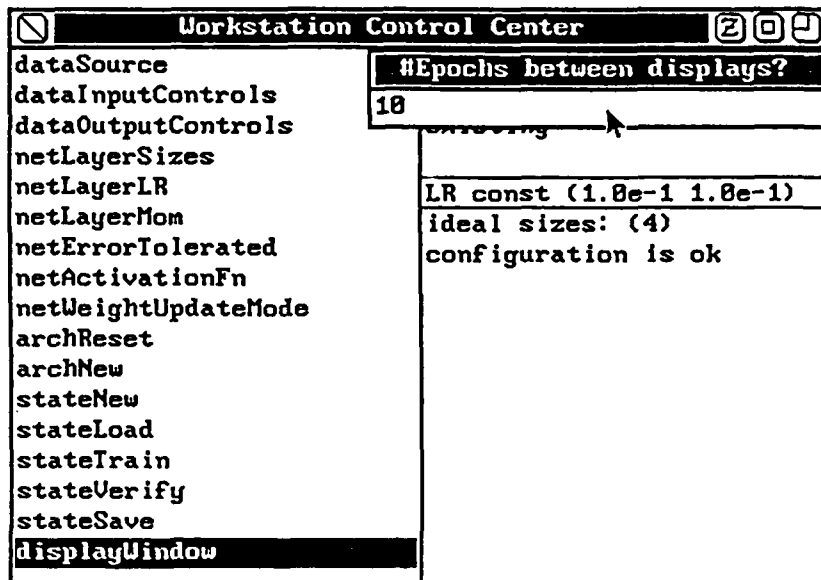 Workstation Control Center
dataSource
dataInputControls
dataOutputControls
netLayerSizes
netLayerLR
netLayerMom
netErrorTolerated
netActivationFn
netWeightUpdateMode
archReset
archNew
stateNew
stateLoad
stateTrain
stateVerify
stateSave
displayWindow
#Epochs between displays?
10
LR const (1.0e-1 1.0e-1)
ideal sizes: (4)
configuration is ok